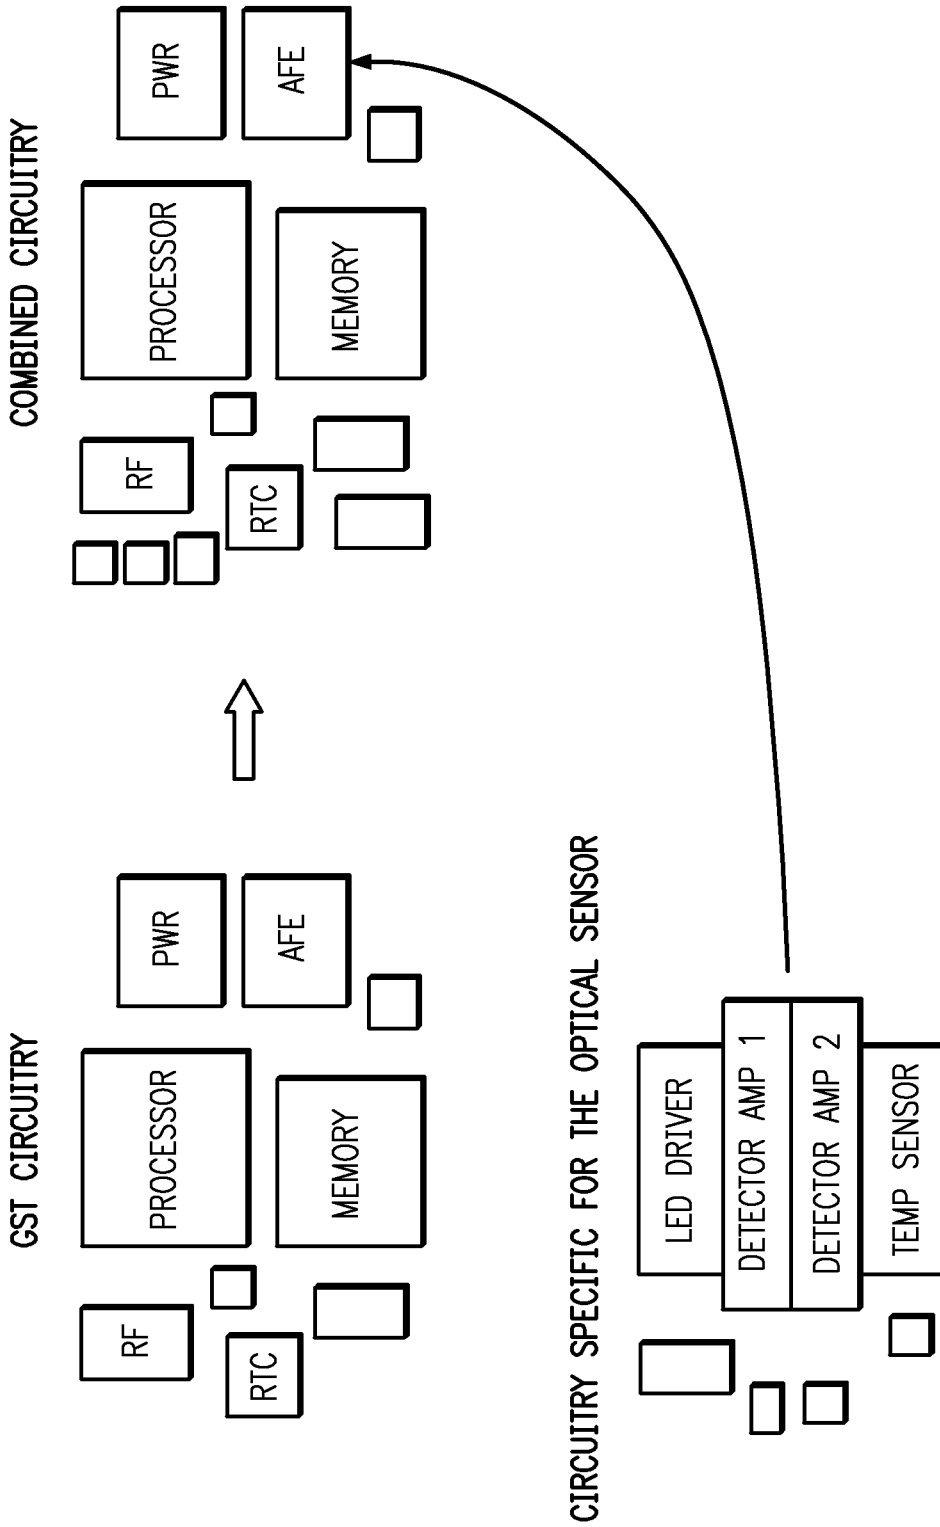 GST CIRCUITRY
RF
RTC
PROCESSOR
MEMORY
PWR
AFE
COMBINED CIRCUITRY
RF
RTC
PROCESSOR
MEMORY
PWR
AFE
CIRCUITRY SPECIFIC FOR THE OPTICAL SENSOR
LED DRIVER
DETECTOR AMP 1
DETECTOR AMP 2
TEMP SENSOR